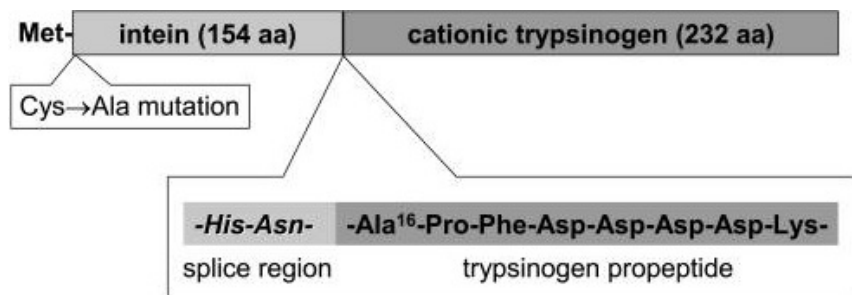 Met- intein (154 aa) cationic trypsinogen (232 aa)
Cys→Ala mutation
-His-Asn- -Ala¹⁶-Pro-Phe-Asp-Asp-Asp-Asp-Lys-
splice region trypsinogen propeptide